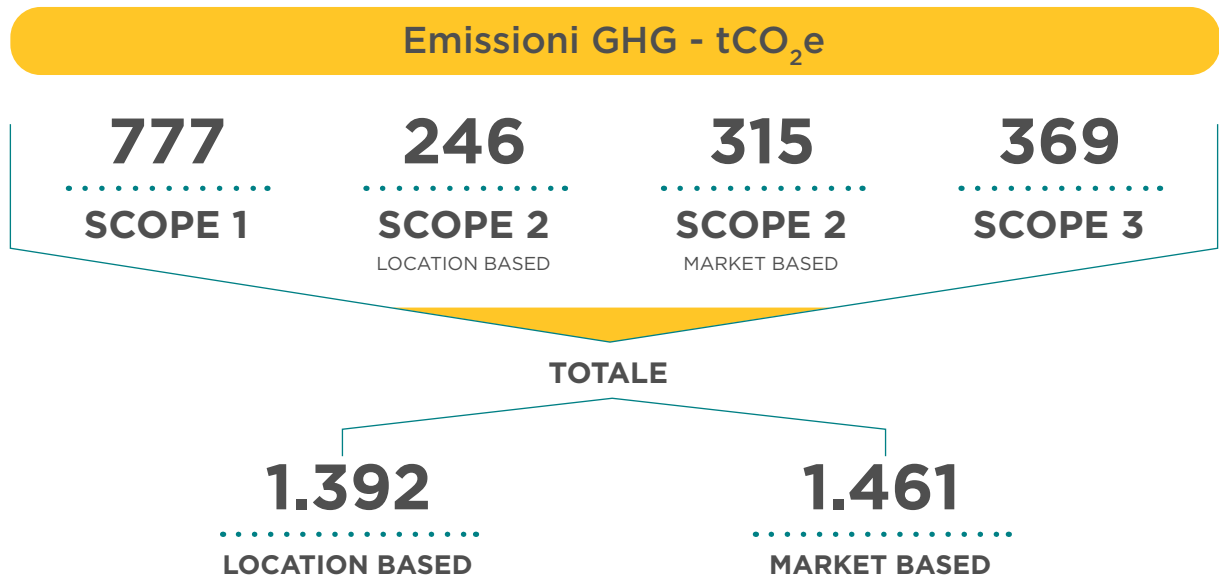 Emissioni GHG - tCO₂e
777 246 315 369
SCOPE 1 SCOPE 2 SCOPE 2 SCOPE 3
LOCATION BASED MARKET BASED
TOTALE
1.392 1.461
LOCATION BASED MARKET BASED